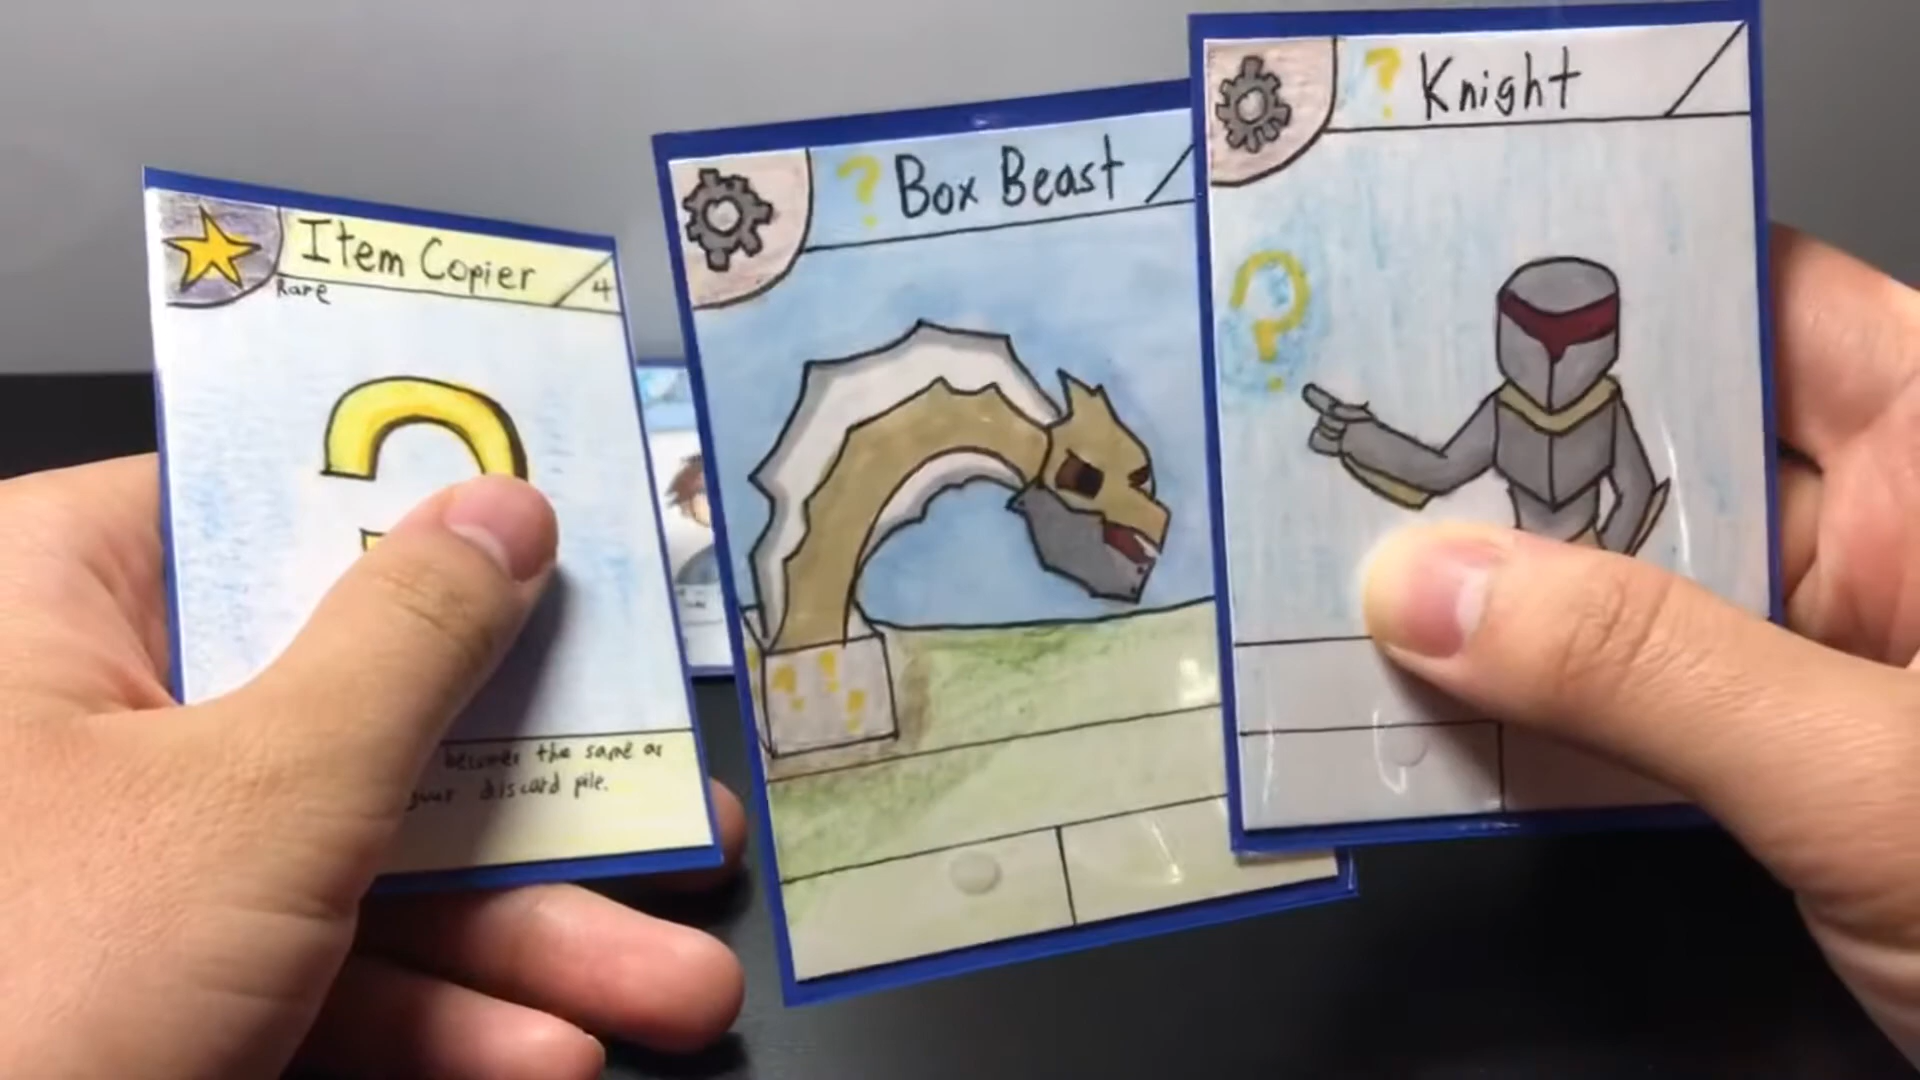 Item Copier
4
Rare
becomes the same as
your discard pile.
? Box Beast
? Knight
?